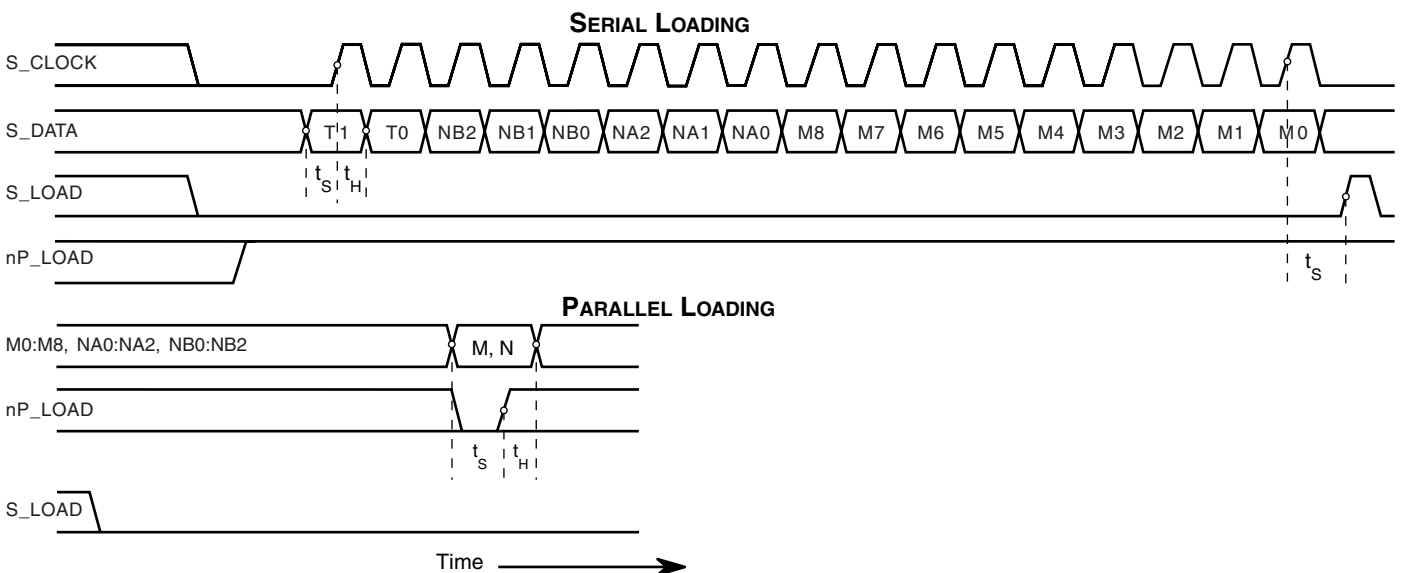 SERIAL LOADING
S_CLOCK
S_DATA T1 T0 NB2 NB1 NB0 NA2 NA1 NA0 M8 M7 M6 M5 M4 M3 M2 M1 M0
tS tH
S_LOAD
nP_LOAD
tS
PARALLEL LOADING
M0:M8, NA0:NA2, NB0:NB2 M, N
nP_LOAD
tS tH
S_LOAD
Time